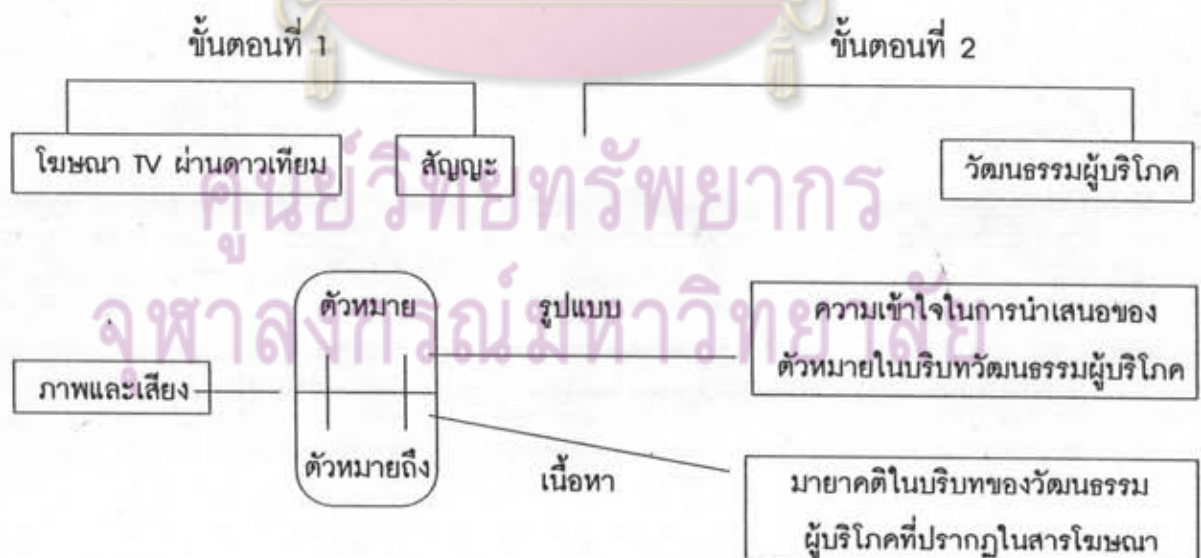 ขั้นตอนที่ 1 ขั้นตอนที่ 2
โฆษณา TV ผ่านดาวเทียม สัญญะ วัฒนธรรมผู้บริโภค
ศูนย์วิทยทรัพยากร
จุฬาลงกรณ์มหาวิทยาลัย
ตัวหมาย รูปแบบ ความเข้าใจในการนำเสนอของ
ตัวหมายในบริบทวัฒนธรรมผู้บริโภค
ภาพและเสียง
ตัวหมายถึง เนื้อหา มายาคติในบริบทของวัฒนธรรม
ผู้บริโภคที่ปรากฏในสารโฆษณา